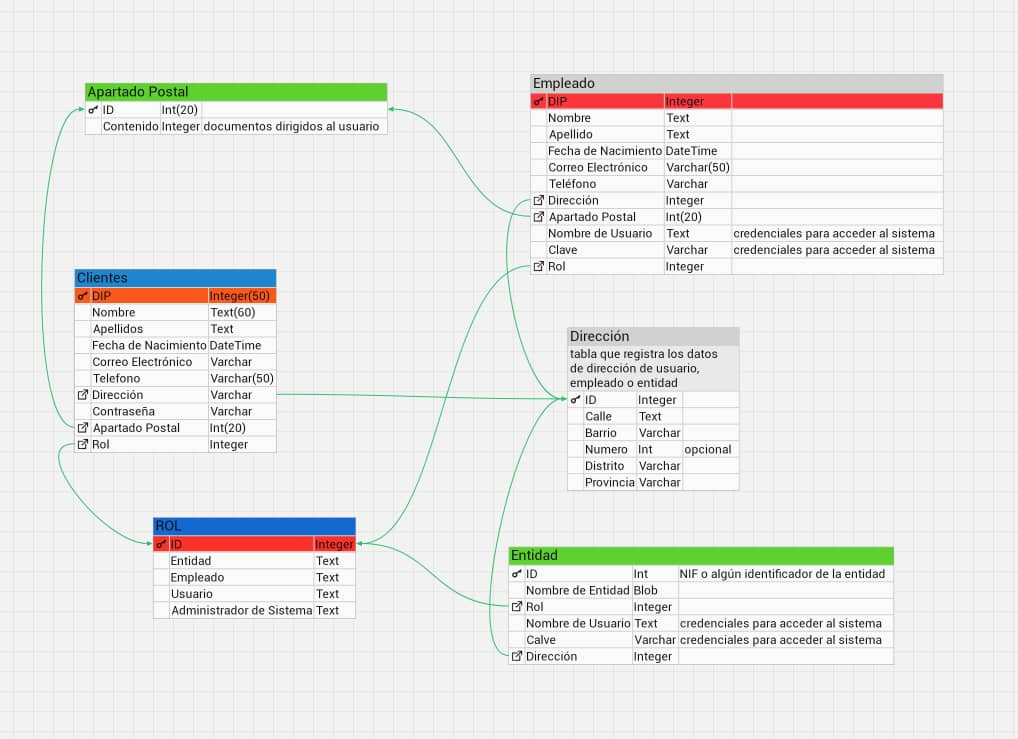 Apartado Postal
ID Int(20)
Contenido Integer documentos dirigidos al usuario
Empleado
DIP Integer
Nombre Text
Apellido Text
Fecha de Nacimiento DateTime
Correo Electrónico Varchar(50)
Teléfono Varchar
Dirección Integer
Apartado Postal Int(20)
Nombre de Usuario Text credenciales para acceder al sistema
Clave Varchar credenciales para acceder al sistema
Rol Integer
Clientes
DIP Integer(50)
Nombre Text(60)
Apellidos Text
Fecha de Nacimiento DateTime
Correo Electrónico Varchar
Telefono Varchar(50)
Dirección Varchar
Contraseña Varchar
Apartado Postal Int(20)
Rol Integer
Dirección
tabla que registra los datos
de dirección de usuario,
empleado o entidad
ID Integer
Calle Text
Barrio Varchar
Numero Int opcional
Distrito Varchar
Provincia Varchar
ROL
ID Integer
Entidad Text
Empleado Text
Usuario Text
Administrador de Sistema Text
Entidad
ID Int NIF o algún identificador de la entidad
Nombre de Entidad Blob
Rol Integer
Nombre de Usuario Text credenciales para acceder al sistema
Calve Varchar credenciales para acceder al sistema
Dirección Integer